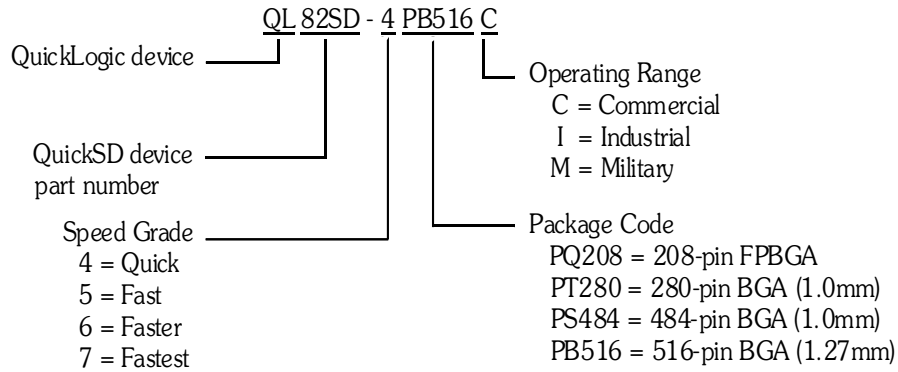 QL 82SD - 4 PB516 C
QuickLogic device
QuickSD device
part number
Speed Grade
4 = Quick
5 = Fast
6 = Faster
7 = Fastest
Operating Range
C = Commercial
I = Industrial
M = Military
Package Code
PQ208 = 208-pin FPBGA
PT280 = 280-pin BGA (1.0mm)
PS484 = 484-pin BGA (1.0mm)
PB516 = 516-pin BGA (1.27mm)